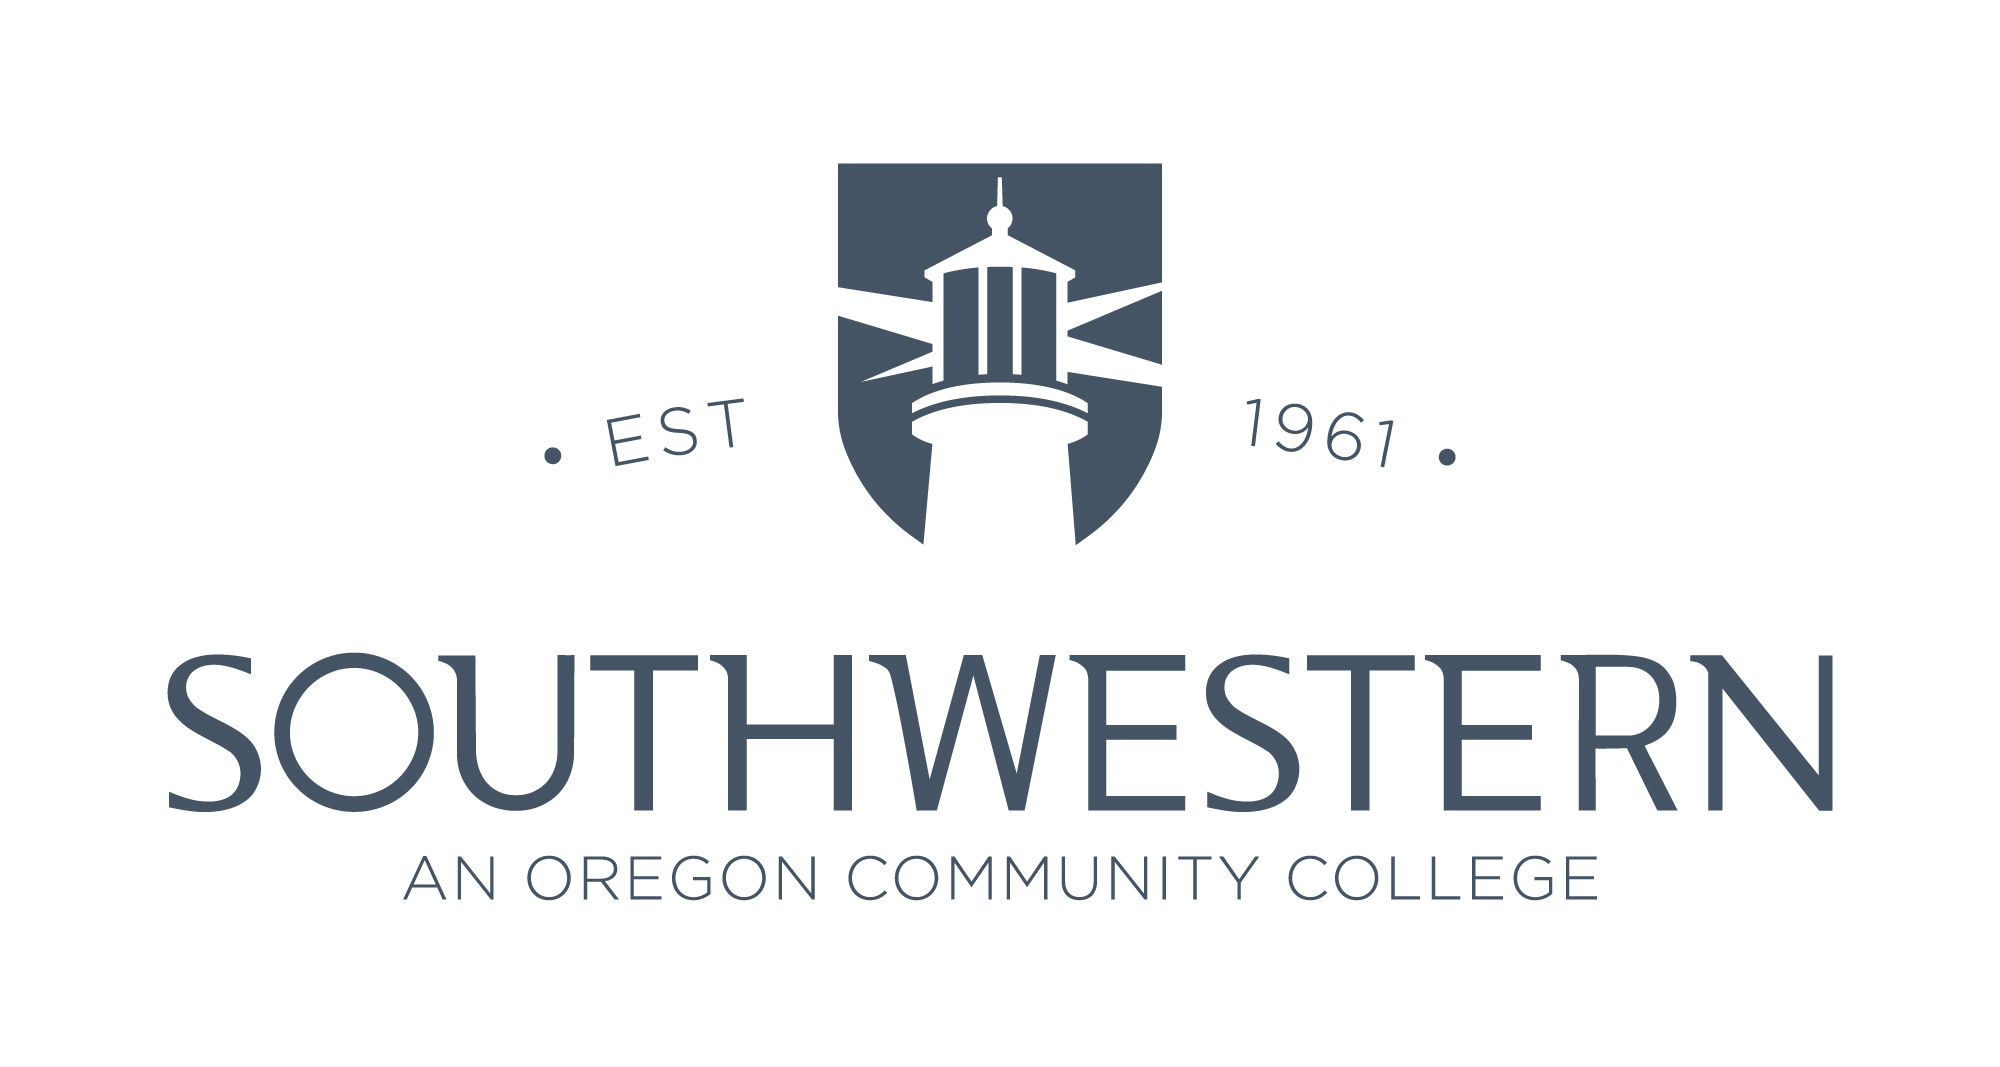 EST 1961
SOUTHWESTERN
AN OREGON COMMUNITY COLLEGE